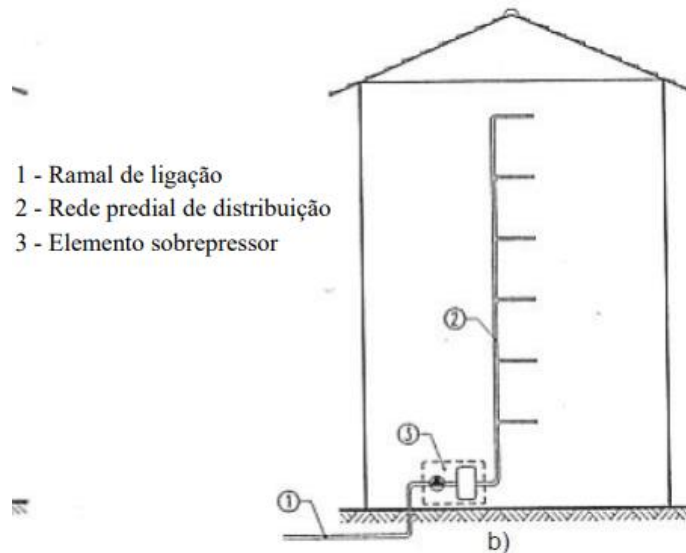 1 - Ramal de ligação
2 - Rede predial de distribuição
3 - Elemento sobrepressor
2
3
1
b)